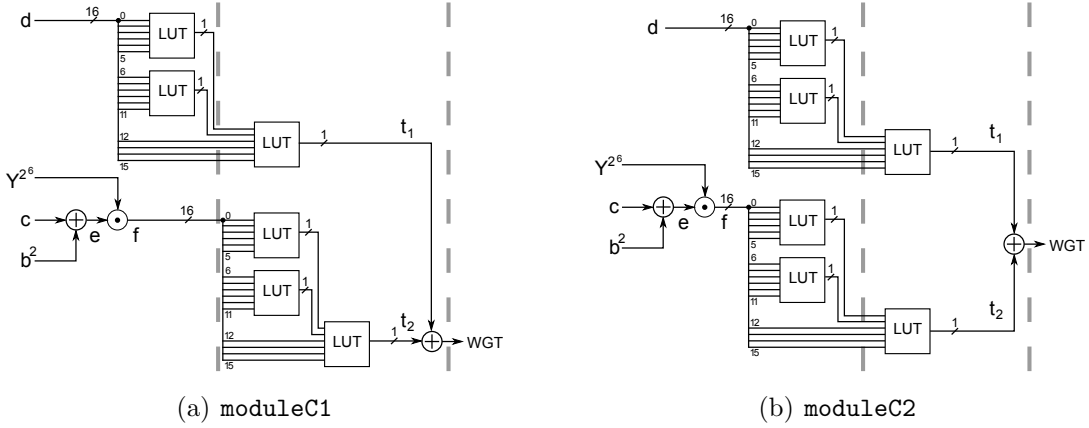 d 16 0 LUT 1
5
6 LUT 1
11
12 LUT 1 t1
15
Y^2^6
c e f 16 0 LUT 1
b^2 5
6 LUT 1
11
12 LUT 1 t2 WGT
15
(a) moduleC1
d 16 0 LUT 1
5
6 LUT 1
11
12 LUT 1 t1
15
Y^2^6
c e f 16 0 LUT 1
b^2 5 WGT
6 LUT 1
11
12 LUT 1 t2
15
(b) moduleC2